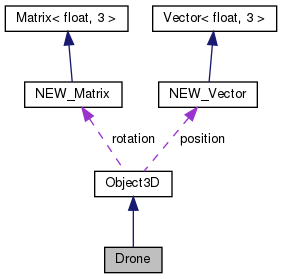 Matrix< float, 3 >
Vector< float, 3 >
NEW_Matrix
NEW_Vector
rotation
position
Object3D
Drone